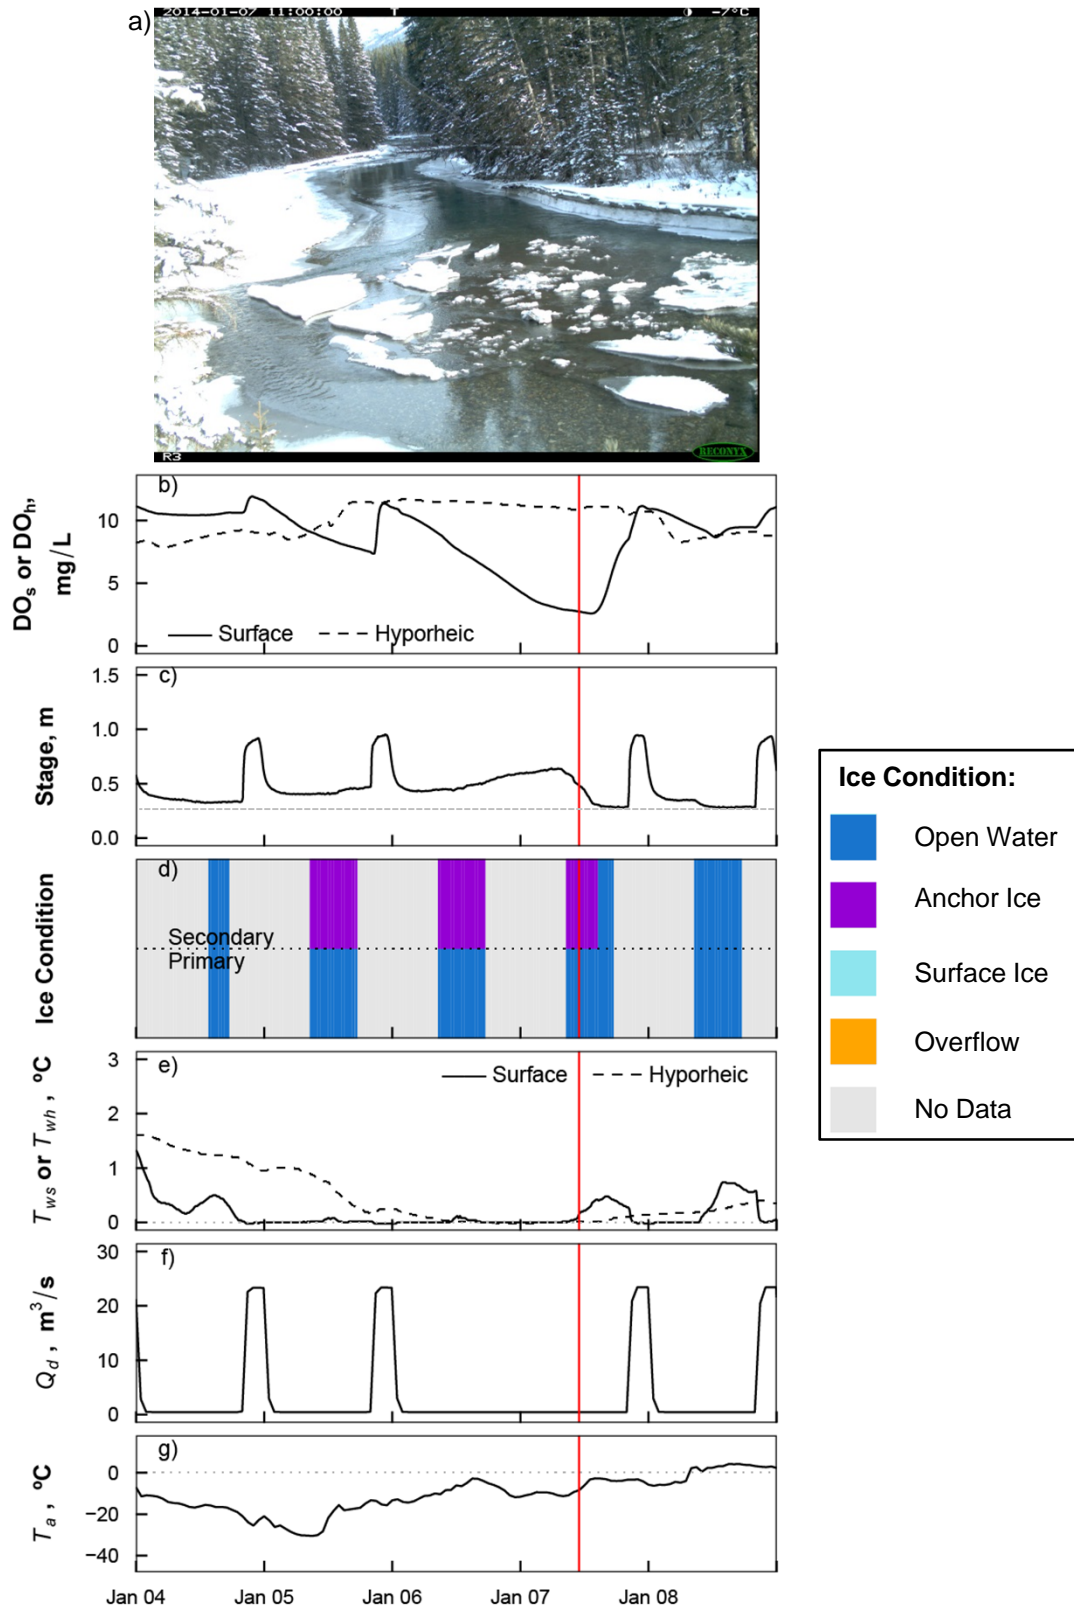 a)
2014-01-07 11:00:00 T -7°C
R3 RECONYX
b)
DOs or DOh,
mg/L
10
5
0
Surface Hyporheic
c)
Stage, m
1.5
1.0
0.5
0.0
d)
Ice Condition
Secondary
Primary
Ice Condition:
Open Water
Anchor Ice
Surface Ice
Overflow
No Data
e)
Tws or Twh , ºC
3
2
1
0
Surface Hyporheic
f)
Qd , m³/s
30
20
10
0
g)
Ta , ºC
0
−20
−40
Jan 04 Jan 05 Jan 06 Jan 07 Jan 08